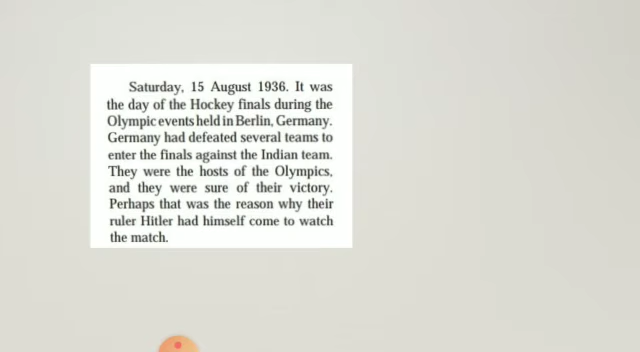 Saturday, 15 August 1936. It was
the day of the Hockey finals during the
Olympic events held in Berlin, Germany.
Germany had defeated several teams to
enter the finals against the Indian team.
They were the hosts of the Olympics,
and they were sure of their victory.
Perhaps that was the reason why their
ruler Hitler had himself come to watch
the match.